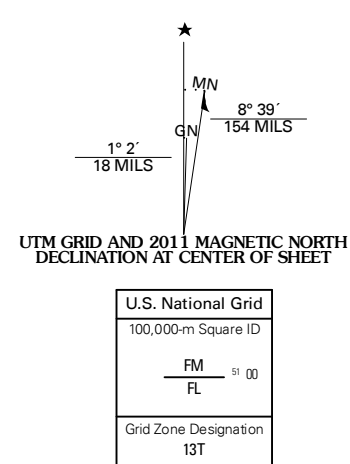 ★
MN
8° 39´
154 MILS
GN
1° 2´
18 MILS
UTM GRID AND 2011 MAGNETIC NORTH
DECLINATION AT CENTER OF SHEET
U.S. National Grid
100,000-m Square ID
FM
51 00
FL
Grid Zone Designation
13T